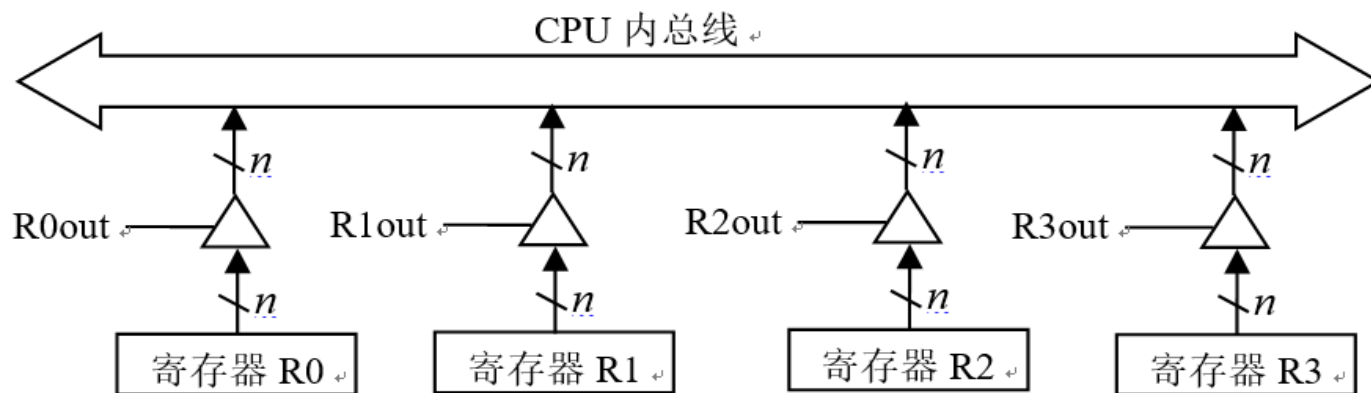 CPU 内总线
n n n n
R0out R1out R2out R3out
n n n n
寄存器 R0 寄存器 R1 寄存器 R2 寄存器 R3